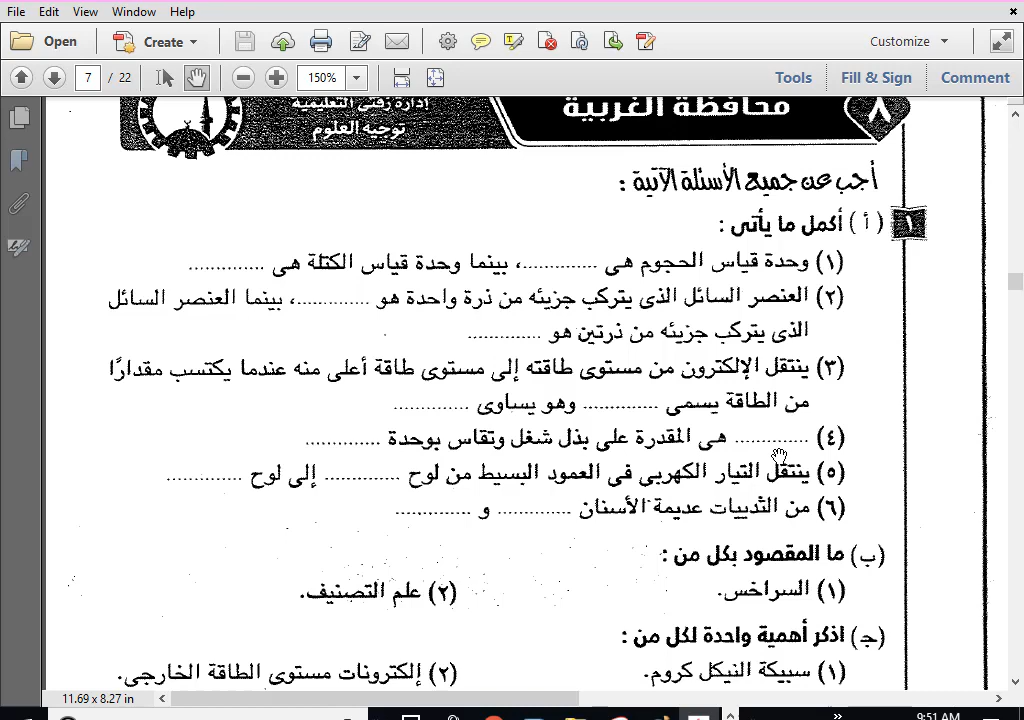 File Edit View Window Help ×
Open Create Customize
7 / 22 150% Tools Fill & Sign Comment
محافظة الغربية ٨
إدارة زفتى التعليمية
توجيه العلوم
أجب عن جميع الأسئلة الآتية :
١ ( أ ) أكمل ما يأتى :
(١) وحدة قياس الحجوم هى .............، بينما وحدة قياس الكتلة هى .............
(٢) العنصر السائل الذى يتركب جزيئه من ذرة واحدة هو .............، بينما العنصر السائل
الذى يتركب جزيئه من ذرتين هو .............
(٣) ينتقل الإلكترون من مستوى طاقته إلى مستوى طاقة أعلى منه عندما يكتسب مقدارًا
من الطاقة يسمى ............. وهو يساوى .............
(٤) ............. هى المقدرة على بذل شغل وتقاس بوحدة .............
(٥) ينتقل التيار الكهربى فى العمود البسيط من لوح ............. إلى لوح .............
(٦) من الثدييات عديمة الأسنان ............. و .............
(ب) ما المقصود بكل من :
(١) السراخس. (٢) علم التصنيف.
(جـ) اذكر أهمية واحدة لكل من :
(١) سبيكة النيكل كروم. (٢) إلكترونات مستوى الطاقة الخارجى.
11.69 x 8.27 in
9:51 AM